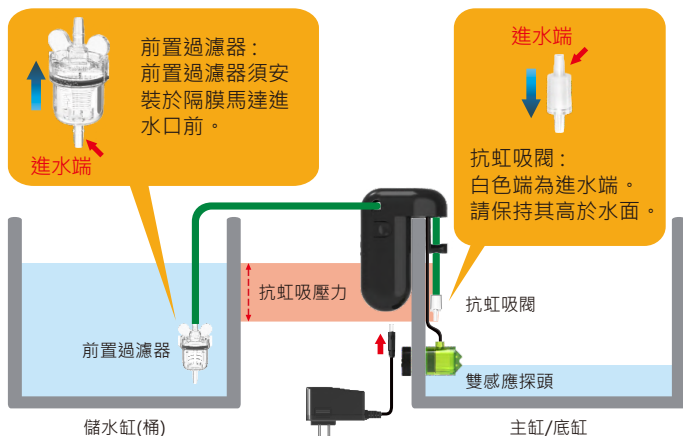 前置過濾器：
前置過濾器須安
裝於隔膜馬達進
水口前。
進水端
進水端
抗虹吸閥：
白色端為進水端。
請保持其高於水面。
抗虹吸壓力
抗虹吸閥
前置過濾器
雙感應探頭
儲水缸(桶)
主缸/底缸